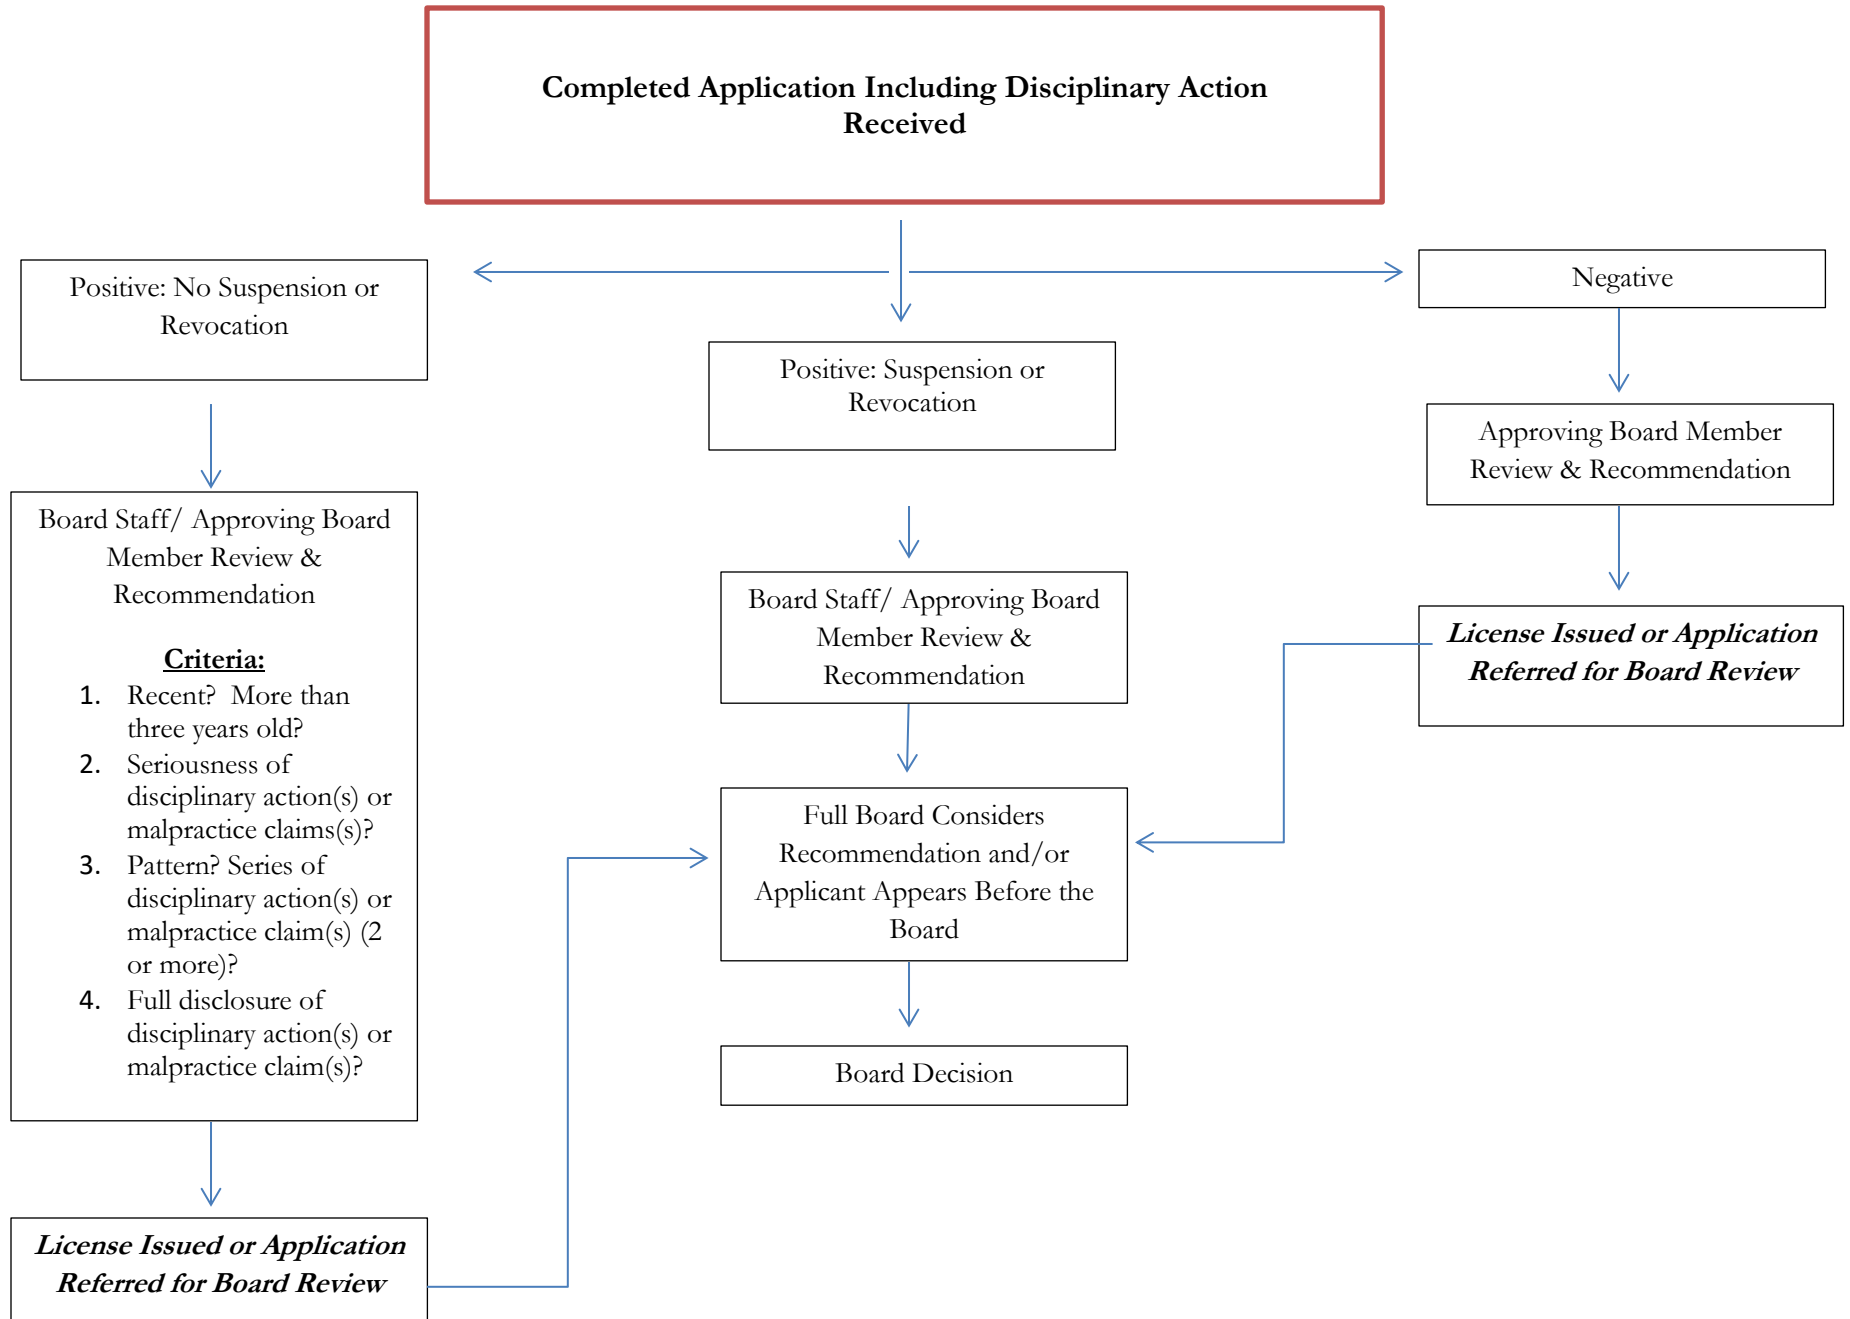 Completed Application Including Disciplinary Action
Received
Positive: No Suspension or
Revocation
Board Staff/ Approving Board
Member Review &
Recommendation
Criteria:
1. Recent? More than
three years old?
2. Seriousness of
disciplinary action(s) or
malpractice claims(s)?
3. Pattern? Series of
disciplinary action(s) or
malpractice claim(s) (2
or more)?
4. Full disclosure of
disciplinary action(s) or
malpractice claim(s)?
License Issued or Application
Referred for Board Review
Positive: Suspension or
Revocation
Board Staff/ Approving Board
Member Review &
Recommendation
Full Board Considers
Recommendation and/or
Applicant Appears Before the
Board
Board Decision
Negative
Approving Board Member
Review & Recommendation
License Issued or Application
Referred for Board Review